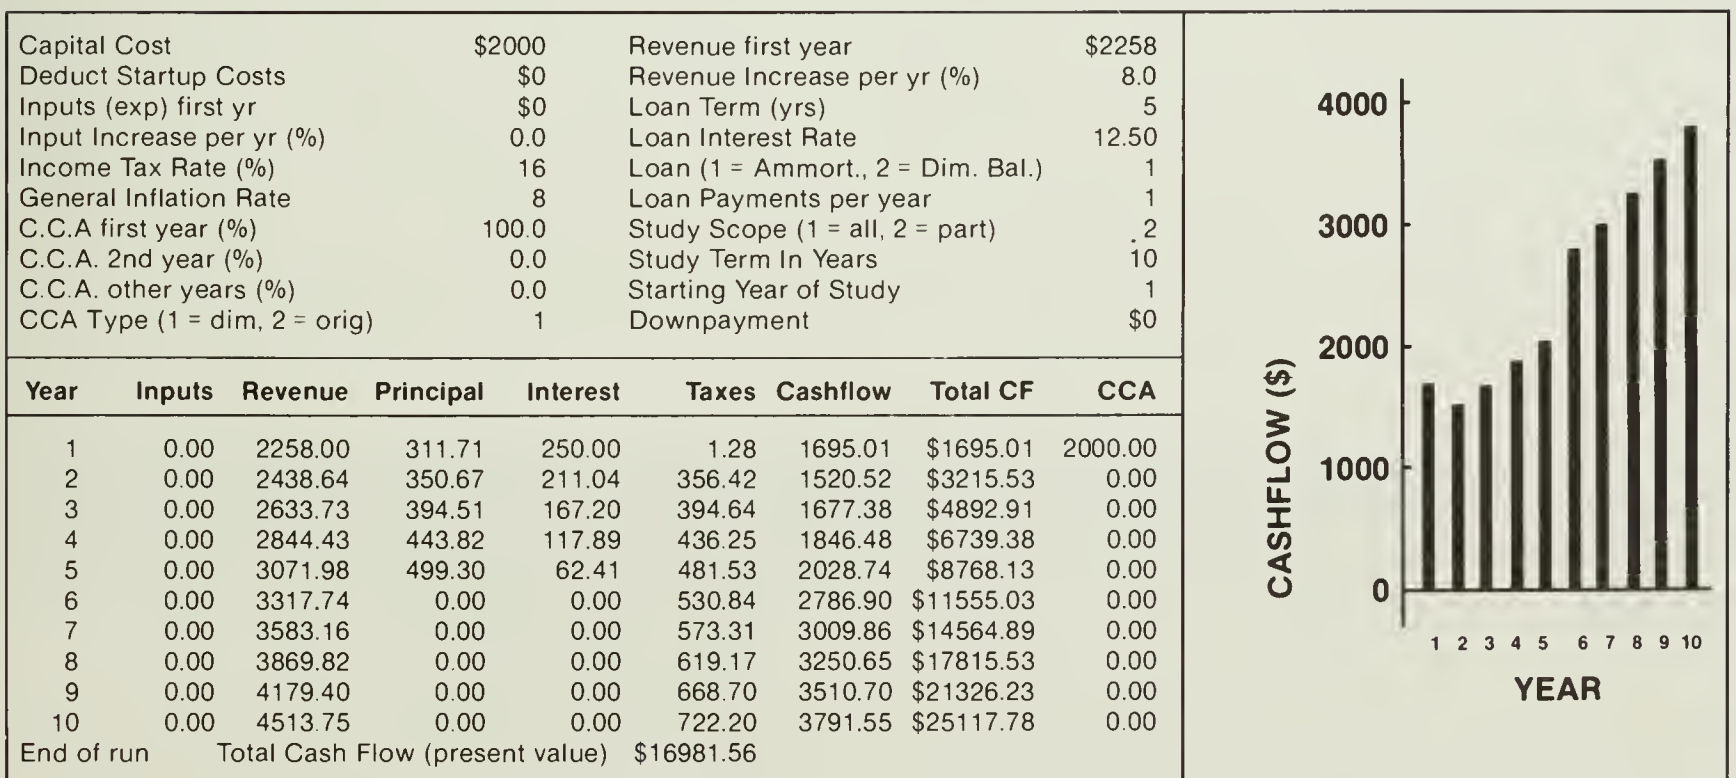 Capital Cost $2000 Revenue first year $2258
Deduct Startup Costs $0 Revenue Increase per yr (%) 8.0
Inputs (exp) first yr $0 Loan Term (yrs) 5
Input Increase per yr (%) 0.0 Loan Interest Rate 12.50
Income Tax Rate (%) 16 Loan (1 = Ammort., 2 = Dim. Bal.) 1
General Inflation Rate 8 Loan Payments per year 1
C.C.A first year (%) 100.0 Study Scope (1 = all, 2 = part) 2
C.C.A. 2nd year (%) 0.0 Study Term In Years 10
C.C.A. other years (%) 0.0 Starting Year of Study 1
CCA Type (1 = dim, 2 = orig) 1 Downpayment $0
Year Inputs Revenue Principal Interest Taxes Cashflow Total CF CCA
1 0.00 2258.00 311.71 250.00 1.28 1695.01 $1695.01 2000.00
2 0.00 2438.64 350.67 211.04 356.42 1520.52 $3215.53 0.00
3 0.00 2633.73 394.51 167.20 394.64 1677.38 $4892.91 0.00
4 0.00 2844.43 443.82 117.89 436.25 1846.48 $6739.38 0.00
5 0.00 3071.98 499.30 62.41 481.53 2028.74 $8768.13 0.00
6 0.00 3317.74 0.00 0.00 530.84 2786.90 $11555.03 0.00
7 0.00 3583.16 0.00 0.00 573.31 3009.86 $14564.89 0.00
8 0.00 3869.82 0.00 0.00 619.17 3250.65 $17815.53 0.00
9 0.00 4179.40 0.00 0.00 668.70 3510.70 $21326.23 0.00
10 0.00 4513.75 0.00 0.00 722.20 3791.55 $25117.78 0.00
End of run Total Cash Flow (present value) $16981.56
CASHFLOW ($)
4000
3000
2000
1000
0
1 2 3 4 5 6 7 8 9 10
YEAR